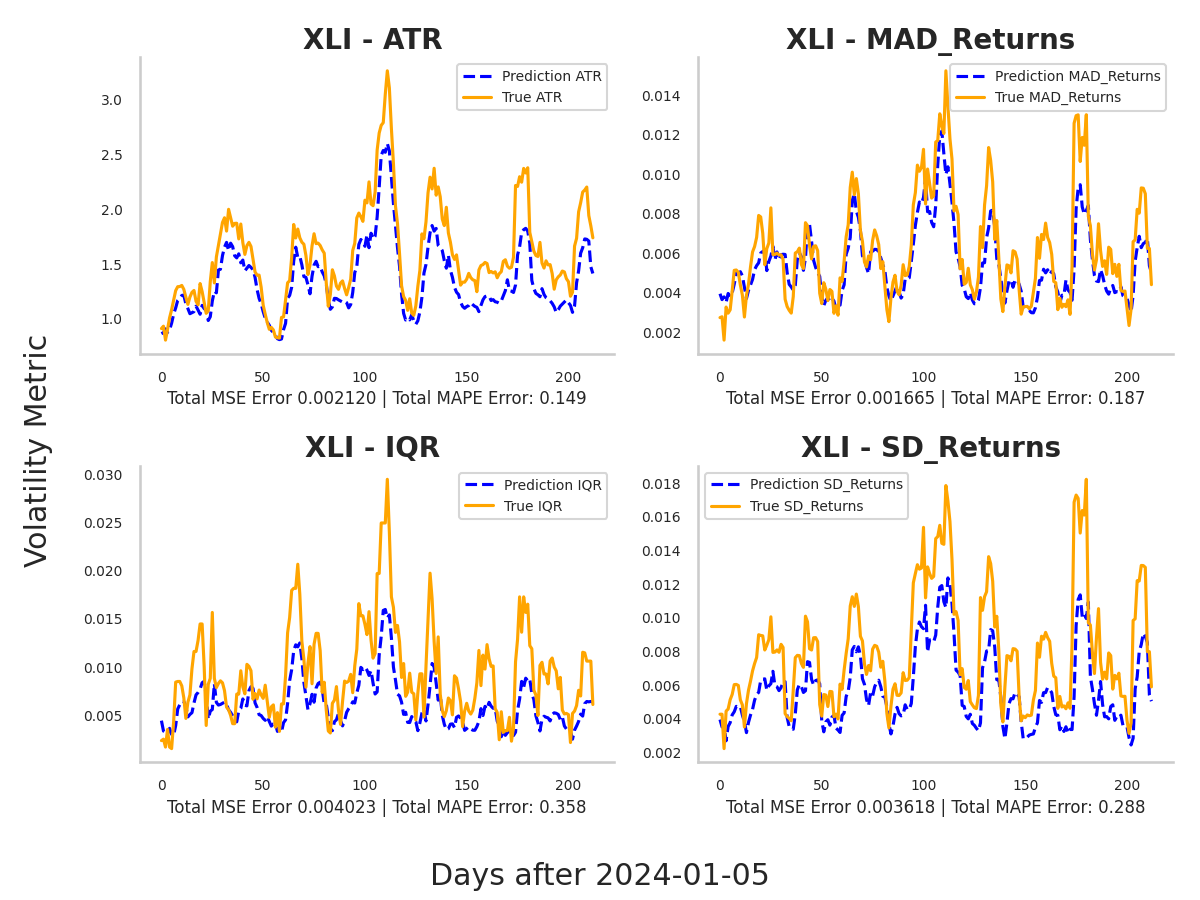 XLI - ATR
Prediction ATR
True ATR
3.0
2.5
2.0
1.5
1.0
0 50 100 150 200
Total MSE Error 0.002120 | Total MAPE Error: 0.149
XLI - MAD_Returns
Prediction MAD_Returns
True MAD_Returns
0.014
0.012
0.010
0.008
0.006
0.004
0.002
0 50 100 150 200
Total MSE Error 0.001665 | Total MAPE Error: 0.187
Volatility Metric
XLI - IQR
Prediction IQR
True IQR
0.030
0.025
0.020
0.015
0.010
0.005
0 50 100 150 200
Total MSE Error 0.004023 | Total MAPE Error: 0.358
XLI - SD_Returns
Prediction SD_Returns
True SD_Returns
0.018
0.016
0.014
0.012
0.010
0.008
0.006
0.004
0.002
0 50 100 150 200
Total MSE Error 0.003618 | Total MAPE Error: 0.288
Days after 2024-01-05